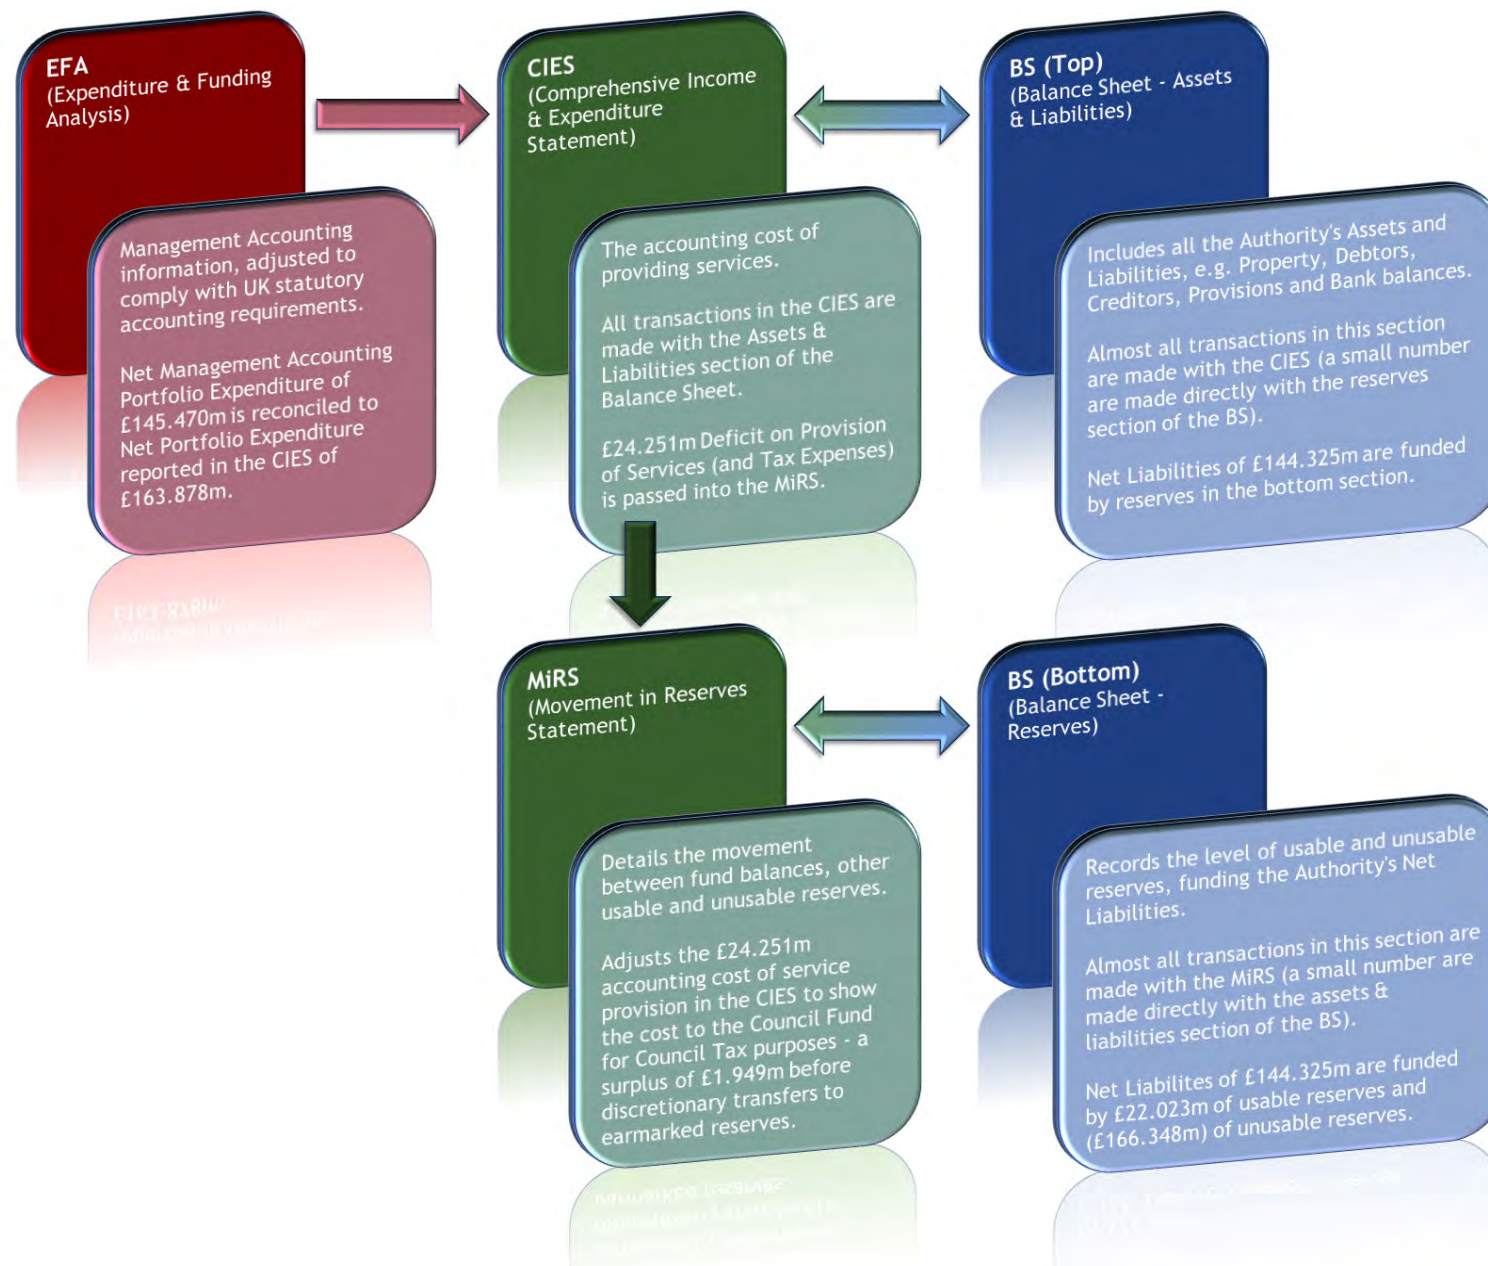 EFA
(Expenditure & Funding
Analysis)
Management Accounting
information, adjusted to
comply with UK statutory
accounting requirements.
Net Management Accounting
Portfolio Expenditure of
£145.470m is reconciled to
Net Portfolio Expenditure
reported in the CIES of
£163.878m.
CIES
(Comprehensive Income
& Expenditure
Statement)
The accounting cost of
providing services.
All transactions in the CIES are
made with the Assets &
Liabilities section of the
Balance Sheet.
£24.251m Deficit on Provision
of Services (and Tax Expenses)
is passed into the MiRS.
BS (Top)
(Balance Sheet - Assets
& Liabilities)
Includes all the Authority's Assets and
Liabilities, e.g. Property, Debtors,
Creditors, Provisions and Bank balances.
Almost all transactions in this section
are made with the CIES (a small number
are made directly with the reserves
section of the BS).
Net Liabilities of £144.325m are funded
by reserves in the bottom section.
MiRS
(Movement in Reserves
Statement)
Details the movement
between fund balances, other
usable and unusable reserves.
Adjusts the £24.251m
accounting cost of service
provision in the CIES to show
the cost to the Council Fund
for Council Tax purposes - a
surplus of £1.949m before
discretionary transfers to
earmarked reserves.
BS (Bottom)
(Balance Sheet -
Reserves)
Records the level of usable and unusable
reserves, funding the Authority's Net
Liabilities.
Almost all transactions in this section are
made with the MiRS (a small number are
made directly with the assets &
liabilities section of the BS).
Net Liabilites of £144.325m are funded
by £22.023m of usable reserves and
(£166.348m) of unusable reserves.